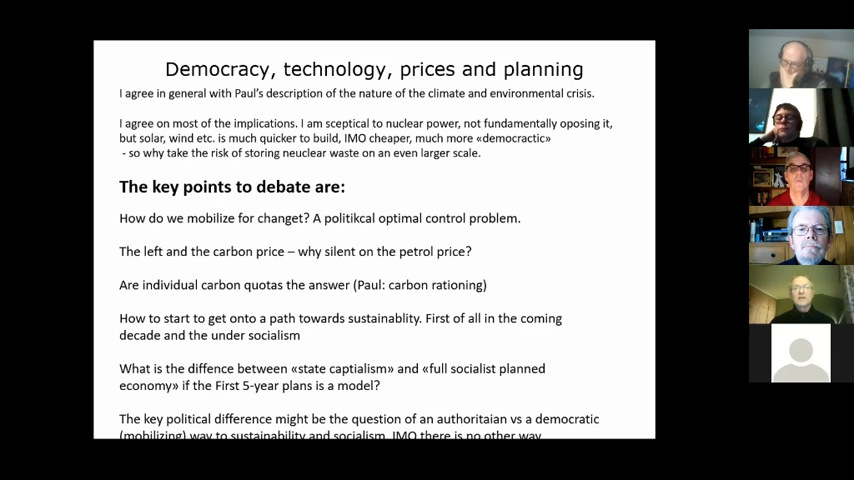 Democracy, technology, prices and planning
I agree in general with Paul's description of the nature of the climate and environmental crisis.
I agree on most of the implications. I am sceptical to nuclear power, not fundamentally oposing it,
but solar, wind etc. is much quicker to build, IMO cheaper, much more «democractic»
- so why take the risk of storing neuclear waste on an even larger scale.
The key points to debate are:
How do we mobilize for changet? A politikcal optimal control problem.
The left and the carbon price – why silent on the petrol price?
Are individual carbon quotas the answer (Paul: carbon rationing)
How to start to get onto a path towards sustainablity. First of all in the coming
decade and the under socialism
What is the diffence between «state captialism» and «full socialist planned
economy» if the First 5-year plans is a model?
The key political difference might be the question of an authoritaian vs a democratic
(mobilizing) way to sustainability and socialism. IMO there is no other way